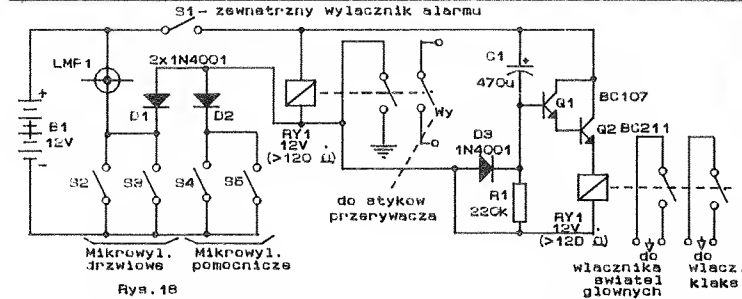 S1- zewnetrzny wylacznik alarmu
LMP1
2x1N4001
C1
470u
+
B1
12V
-
D1
D2
RY1
12V
(>120 Ω)
Wy
Q1
BC107
Q2
BC211
D3
1N4001
R1
220k
RY1
12V
(>120 Ω)
S2
S3
S4
S5
do stykow
przerywacza
Mikrowyl.
drzwiowe
Mikrowyl.
pomocnicze
do
wlacznika
swiatel
glownych
do
wlacz.
klaks
Rys.18